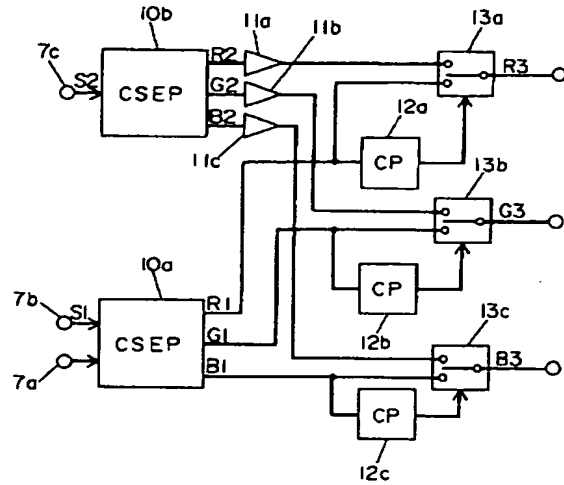 10b
11a
11b
13a
7c
S2
CSEP
R2
G2
B2
R3
11c
12a
CP
13b
G3
10a
7b
S1
7a
CSEP
R1
G1
B1
CP
12b
13c
B3
CP
12c